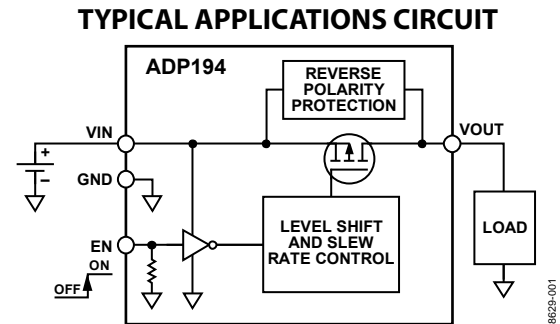 TYPICAL APPLICATIONS CIRCUIT
ADP194
REVERSE
POLARITY
PROTECTION
VIN
VOUT
+
–
GND
LEVEL SHIFT
AND SLEW
RATE CONTROL
LOAD
EN
ON
OFF
8629-001